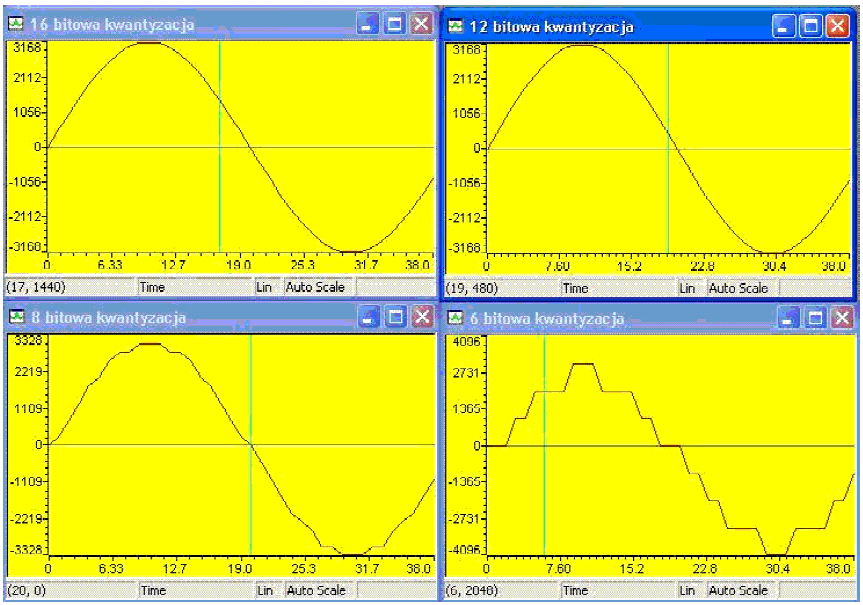 16 bitowa kwantyzacja
3168
2112
1056
0
-1056
-2112
-3168
0 6.33 12.7 19.0 25.3 31.7 38.0
(17, 1440) Time Lin Auto Scale
12 bitowa kwantyzacja
3168
2112
1056
0
-1056
-2112
-3168
0 7.60 15.2 22.8 30.4 38.0
(19, 480) Time Lin Auto Scale
8 bitowa kwantyzacja
3328
2219
1109
0
-1109
-2219
-3328
0 6.33 12.7 19.0 25.3 31.7 38.0
(20, 0) Time Lin Auto Scale
6 bitowa kwantyzacja
4096
2731
1365
0
-1365
-2731
-4096
0 7.60 15.2 22.8 30.4 38.0
(6, 2048) Time Lin Auto Scale